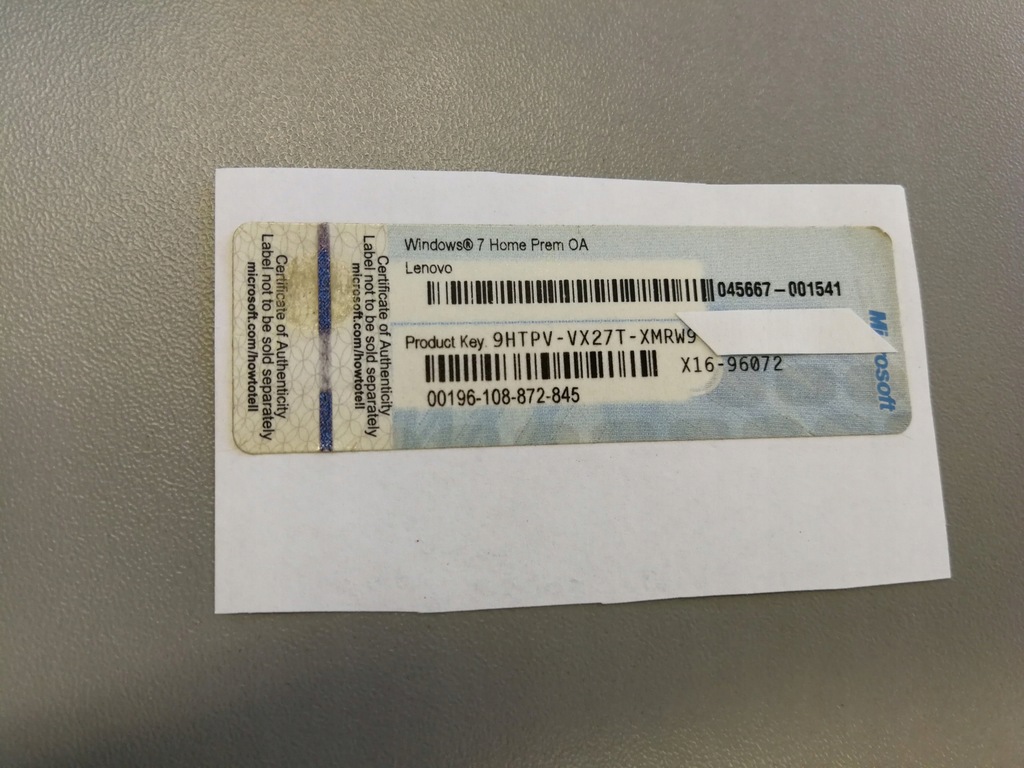 Certificate of Authenticity
Label not to be sold separately
microsoft.com/howtotell
Certificate of Authenticity
Label not to be sold separately
microsoft.com/howtotell
Windows® 7 Home Prem OA
Lenovo
045667-001541
Product Key: 9HTPV-VX27T-XMRW9
X16-96072
00196-108-872-845
Microsoft